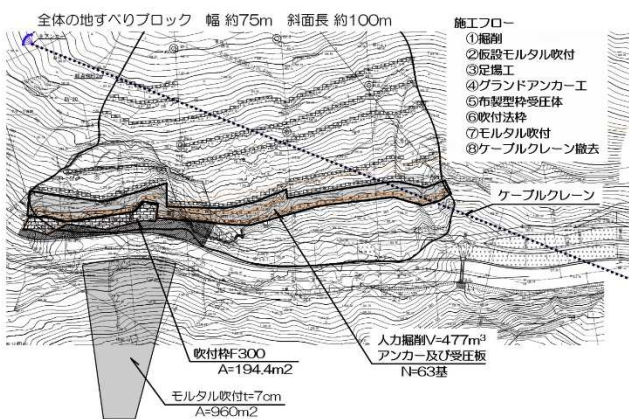 全体の地すべりブロック　幅 約75m　斜面長 約100m
施工フロー
①掘削
②仮設モルタル吹付
③足場工
④グランドアンカー工
⑤布製型枠受圧体
⑥吹付法枠
⑦モルタル吹付
⑧ケーブルクレーン撤去
ケーブルクレーン
人力掘削V=477m³
アンカー及び受圧板
N=63基
吹付枠F300
A=194.4m2
モルタル吹付t=7cm
A=960m2